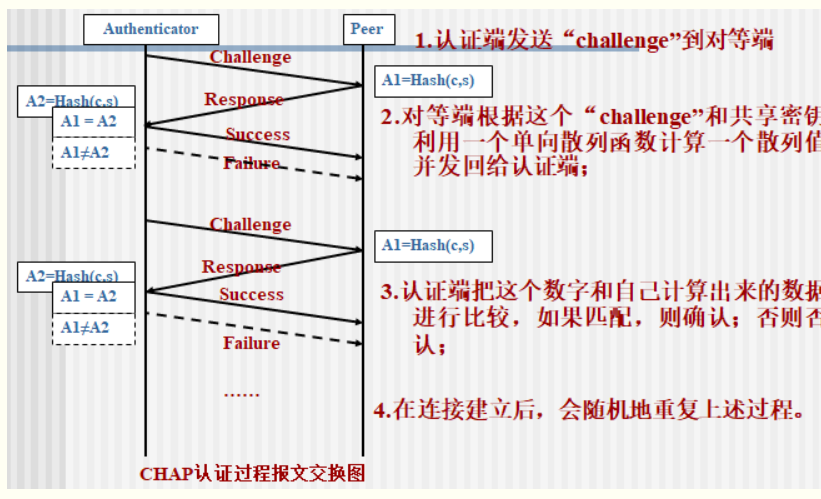 Authenticator
Peer
Challenge
A1=Hash(c,s)
Response
A2=Hash(c,s)
A1 = A2
Success
A1≠A2
Failure
Challenge
A1=Hash(c,s)
Response
A2=Hash(c,s)
A1 = A2
Success
A1≠A2
Failure
……
CHAP认证过程报文交换图
1.认证端发送“challenge”到对等端
2.对等端根据这个“challenge”和共享密钥
利用一个单向散列函数计算一个散列值
并发回给认证端；
3.认证端把这个数字和自己计算出来的数据
进行比较，如果匹配，则确认；否则否
认；
4.在连接建立后，会随机地重复上述过程。